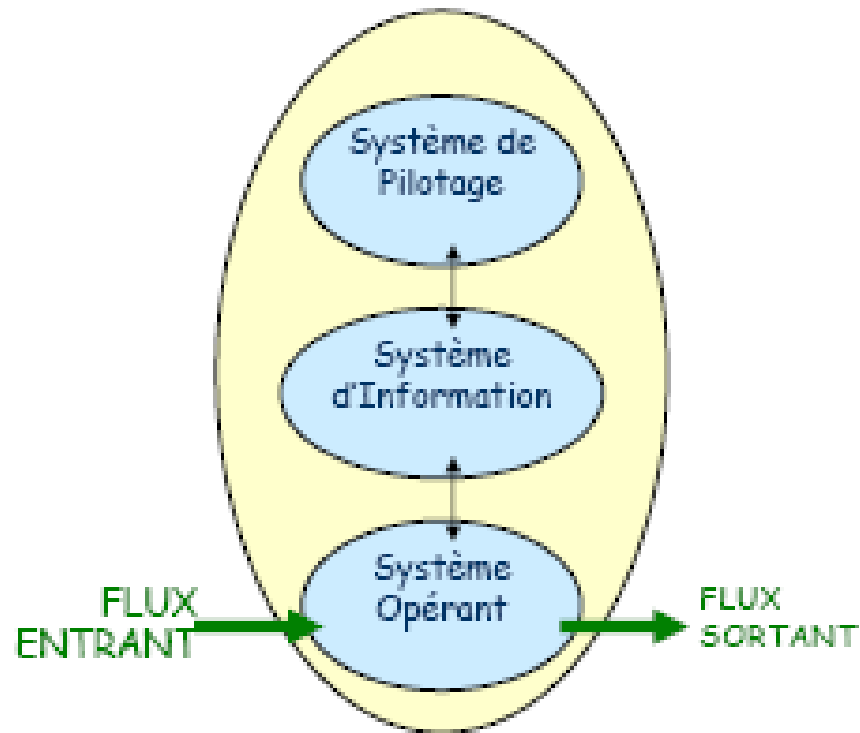 Système de
Pilotage
Système
d'Information
Système
Opérant
FLUX
ENTRANT
FLUX
SORTANT